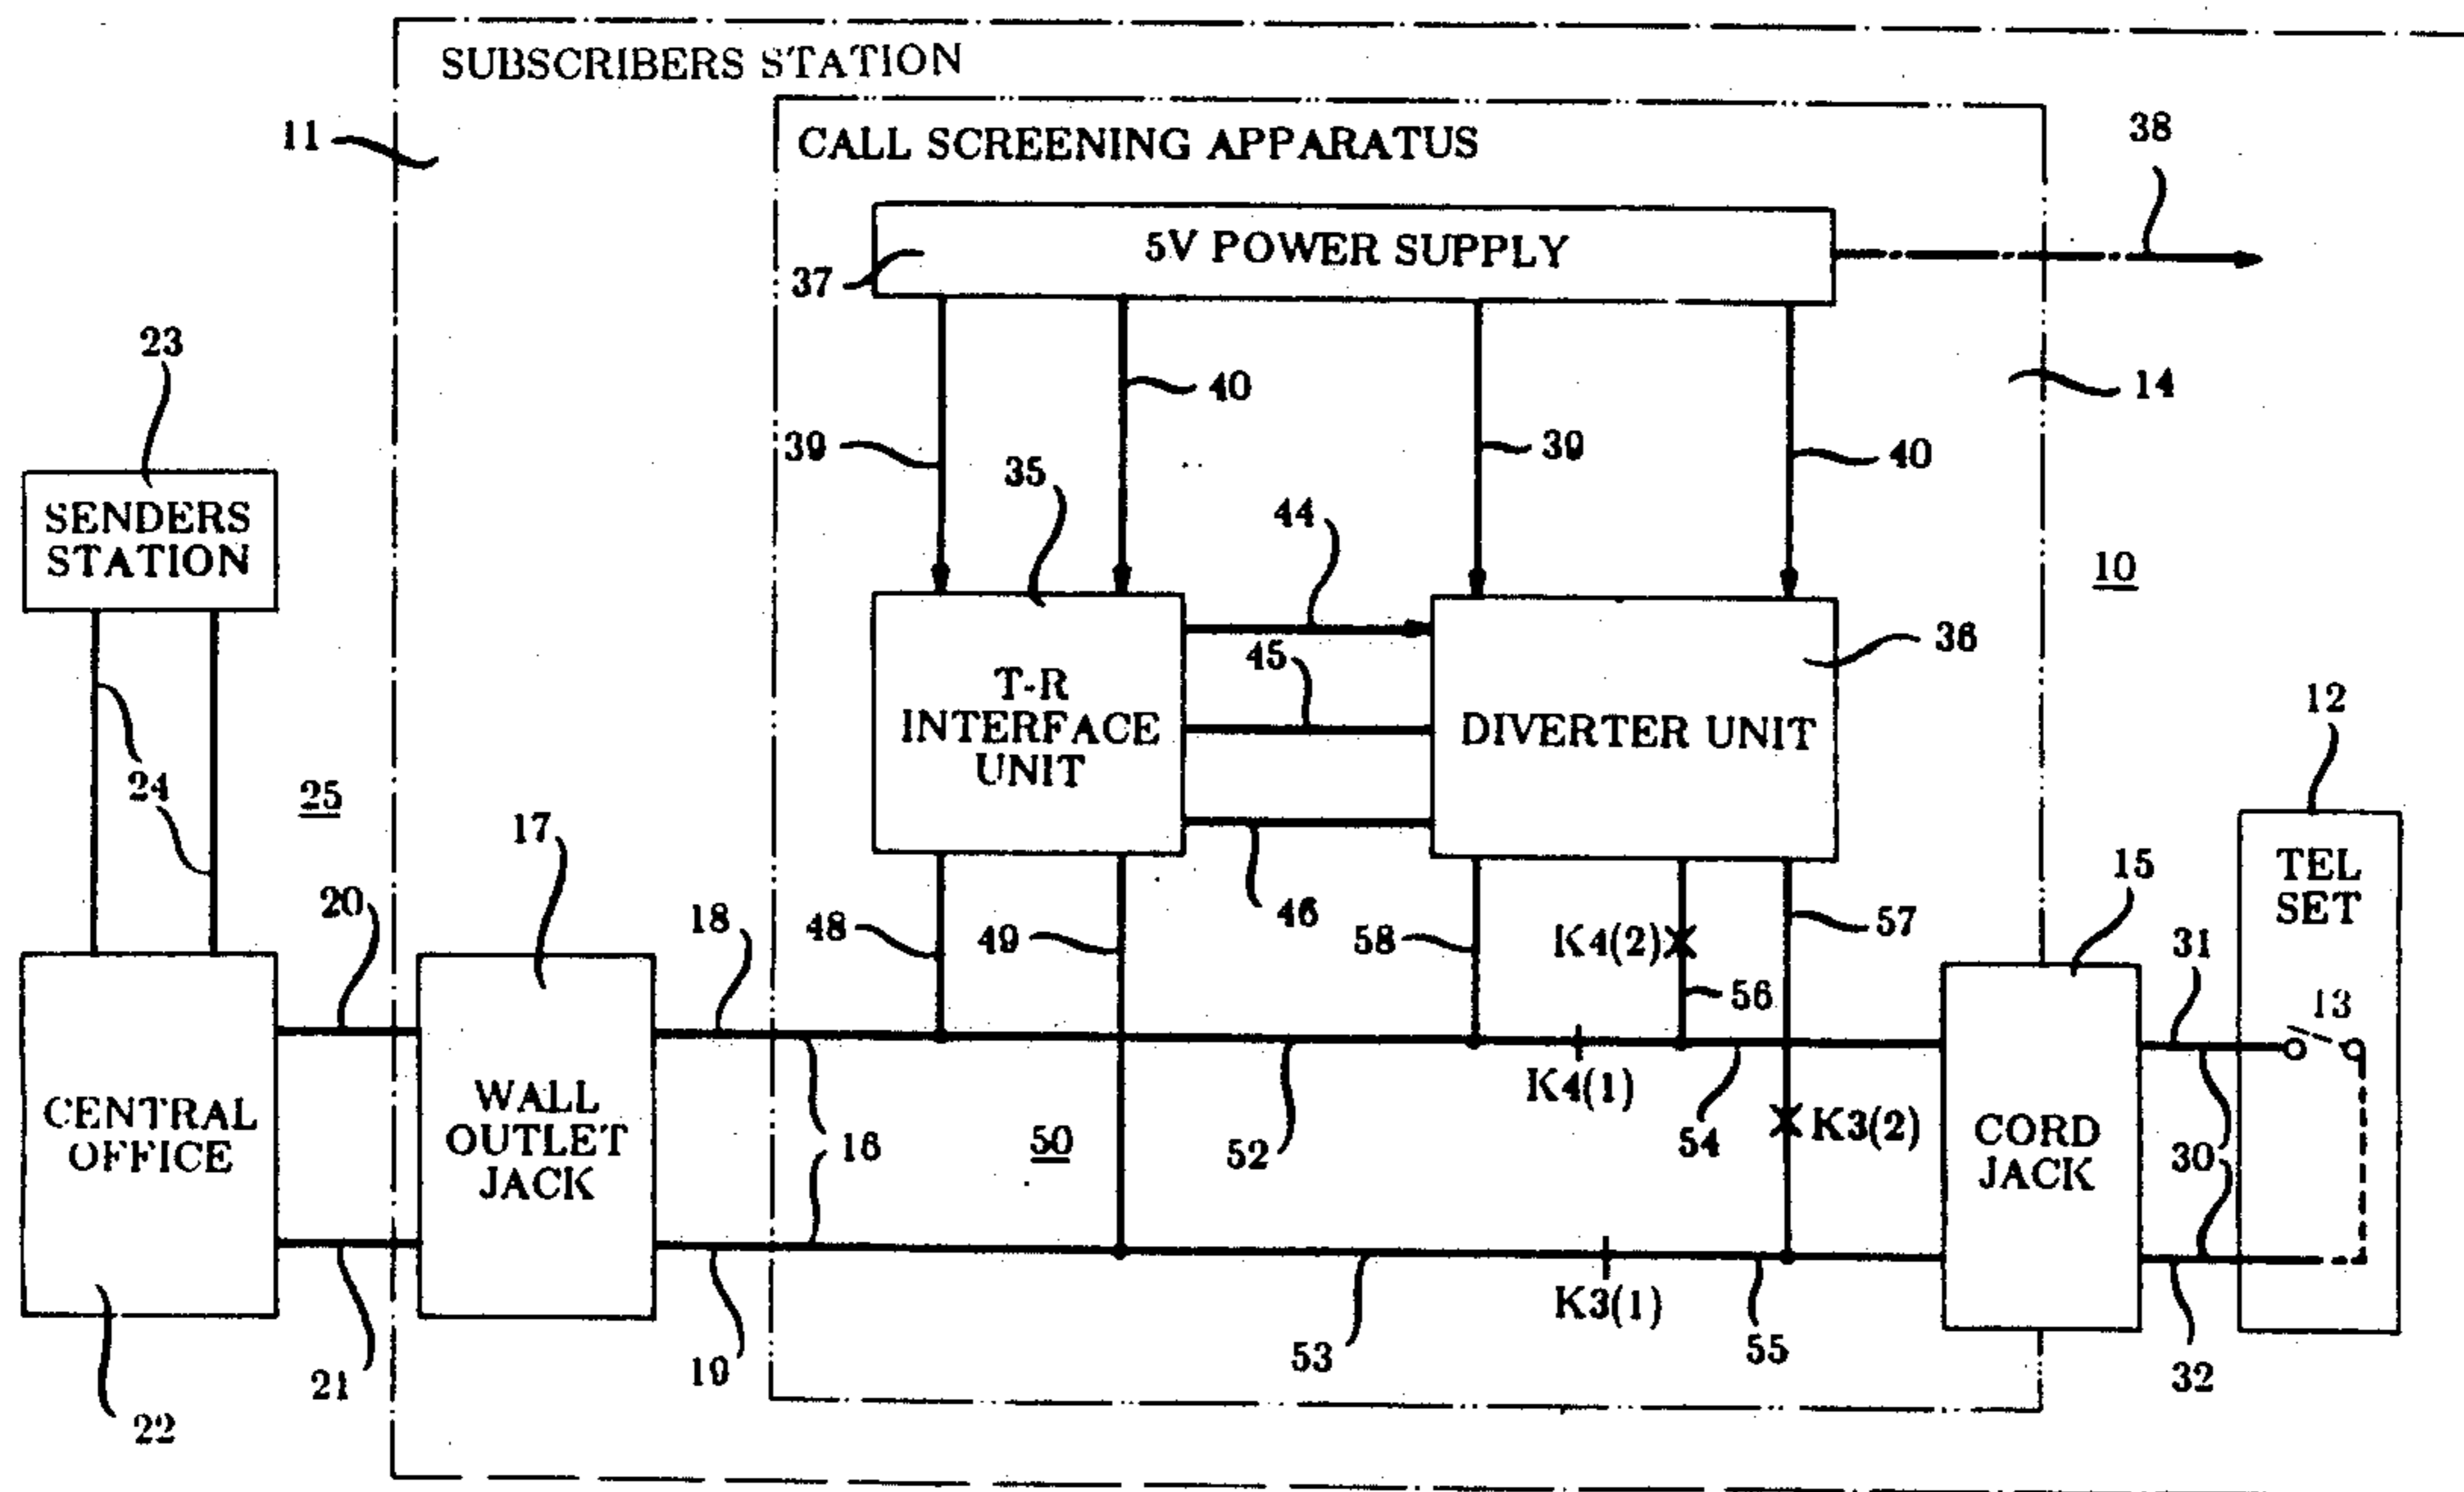 SUBSCRIBERS STATION
11
CALL SCREENING APPARATUS
38
5V POWER SUPPLY
37
23
40
14
39
35
39
40
44
SENDERS
STATION
10
45
36
T-R
INTERFACE
UNIT
DIVERTER UNIT
12
24
25
17
46
15
TEL
SET
20
18
48
49
58
K4(2)
57
31
56
13
K4(1)
CENTRAL
OFFICE
WALL
OUTLET
JACK
16
50
52
54
K3(2)
CORD
JACK
30
K3(1)
21
19
53
55
32
22